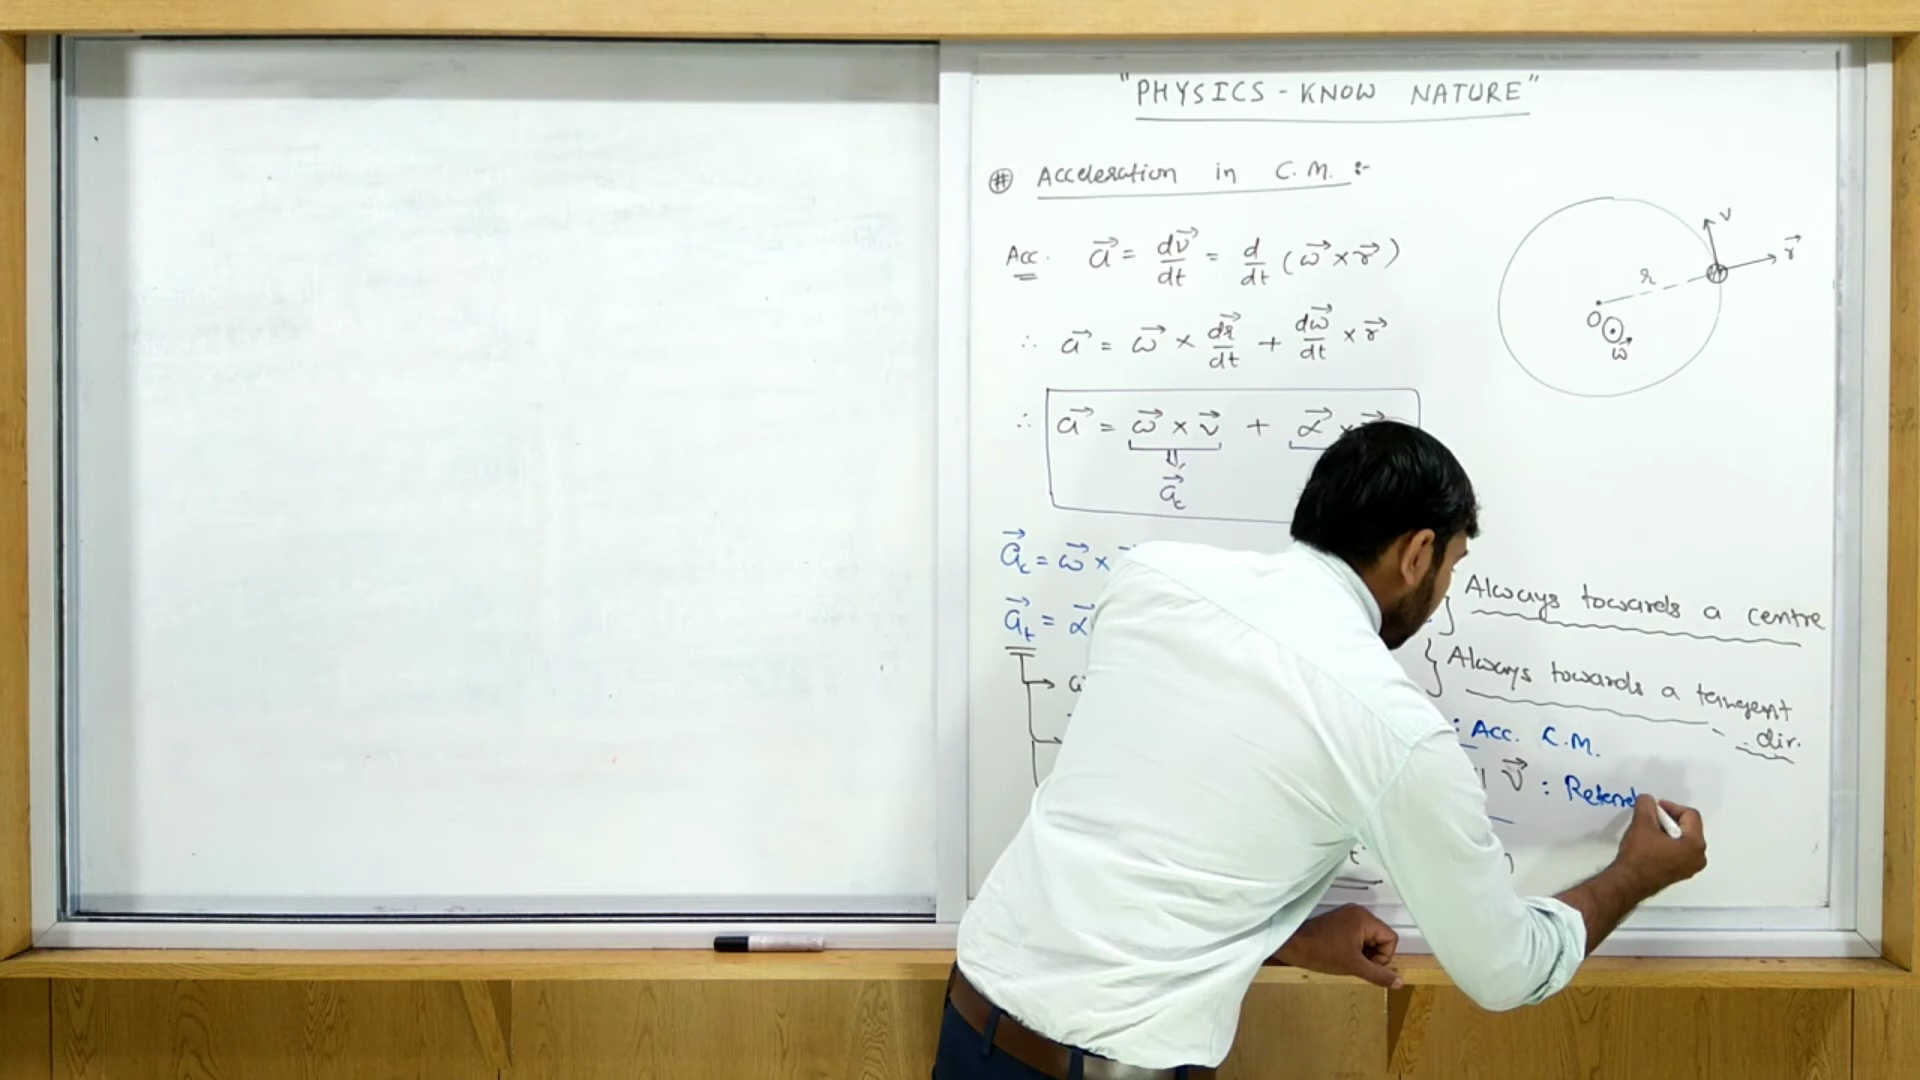 "PHYSICS - KNOW NATURE"
# Acceleration in C.M. :-
Acc. a⃗ = dv⃗/dt = d/dt (ω⃗ × r⃗)
∴ a⃗ = ω⃗ × dr⃗/dt + dω⃗/dt × r⃗
∴ a⃗ = ω⃗ × v⃗ + α⃗ ×
a⃗c
v
r⃗
r
O
ω⃗
a⃗c = ω⃗ ×
a⃗t = α⃗
} Always towards a centre
} Always towards a tangent
dir.
: Acc. C.M.
v⃗ :